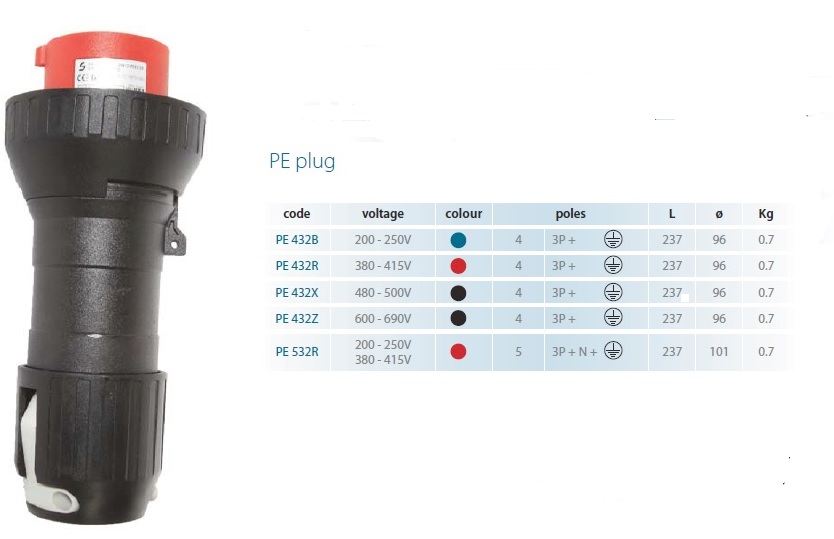 CE
PE plug
code voltage colour poles L ø Kg
PE 432B 200 - 250V 4 3P + 237 96 0.7
PE 432R 380 - 415V 4 3P + 237 96 0.7
PE 432X 480 - 500V 4 3P + 237 96 0.7
PE 432Z 600 - 690V 4 3P + 237 96 0.7
PE 532R 200 - 250V 380 - 415V 5 3P + N + 237 101 0.7